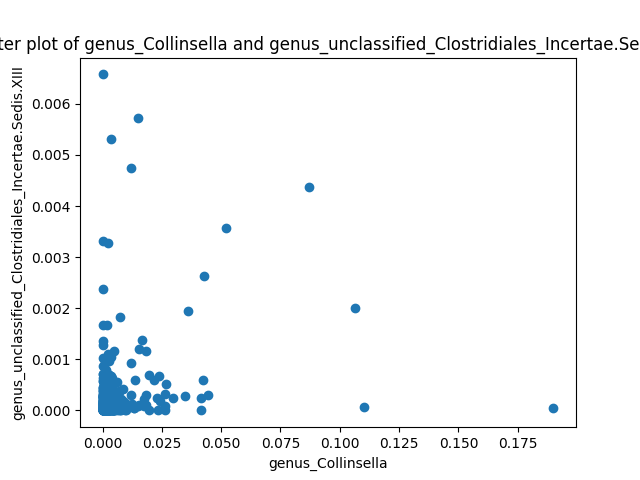 ter plot of genus_Collinsella and genus_unclassified_Clostridiales_Incertae.Se
genus_unclassified_Clostridiales_Incertae.Sedis.XIII
0.006
0.005
0.004
0.003
0.002
0.001
0.000
0.000 0.025 0.050 0.075 0.100 0.125 0.150 0.175
genus_Collinsella